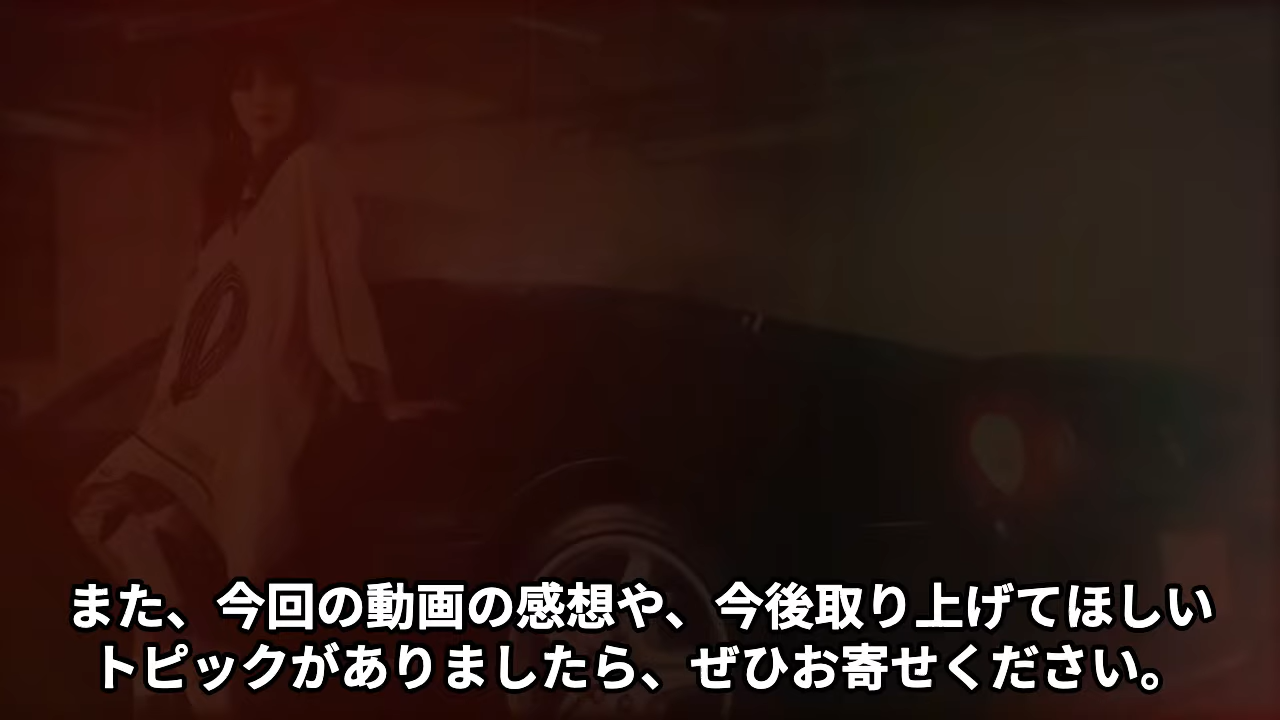 また、今回の動画の感想や、今後取り上げてほしい
トピックがありましたら、ぜひお寄せください。